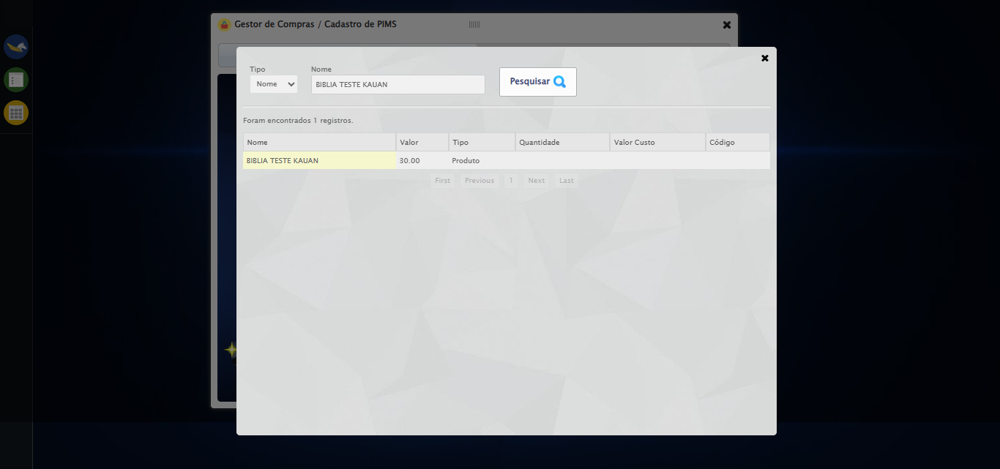 Gestor de Compras / Cadastro de PIMS
Tipo Nome
Nome BIBLIA TESTE KAUAN Pesquisar
Foram encontrados 1 registros.
Nome Valor Tipo Quantidade Valor Custo Código
BIBLIA TESTE KAUAN 30.00 Produto
First Previous 1 Next Last